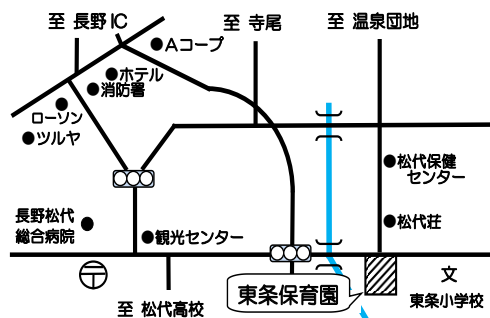 至 長野IC
至 寺尾
至 温泉団地
Aコープ
ホテル
消防署
ローソン
ツルヤ
松代保健
センター
長野松代
総合病院
松代荘
観光センター
東条保育園
文
東条小学校
至 松代高校